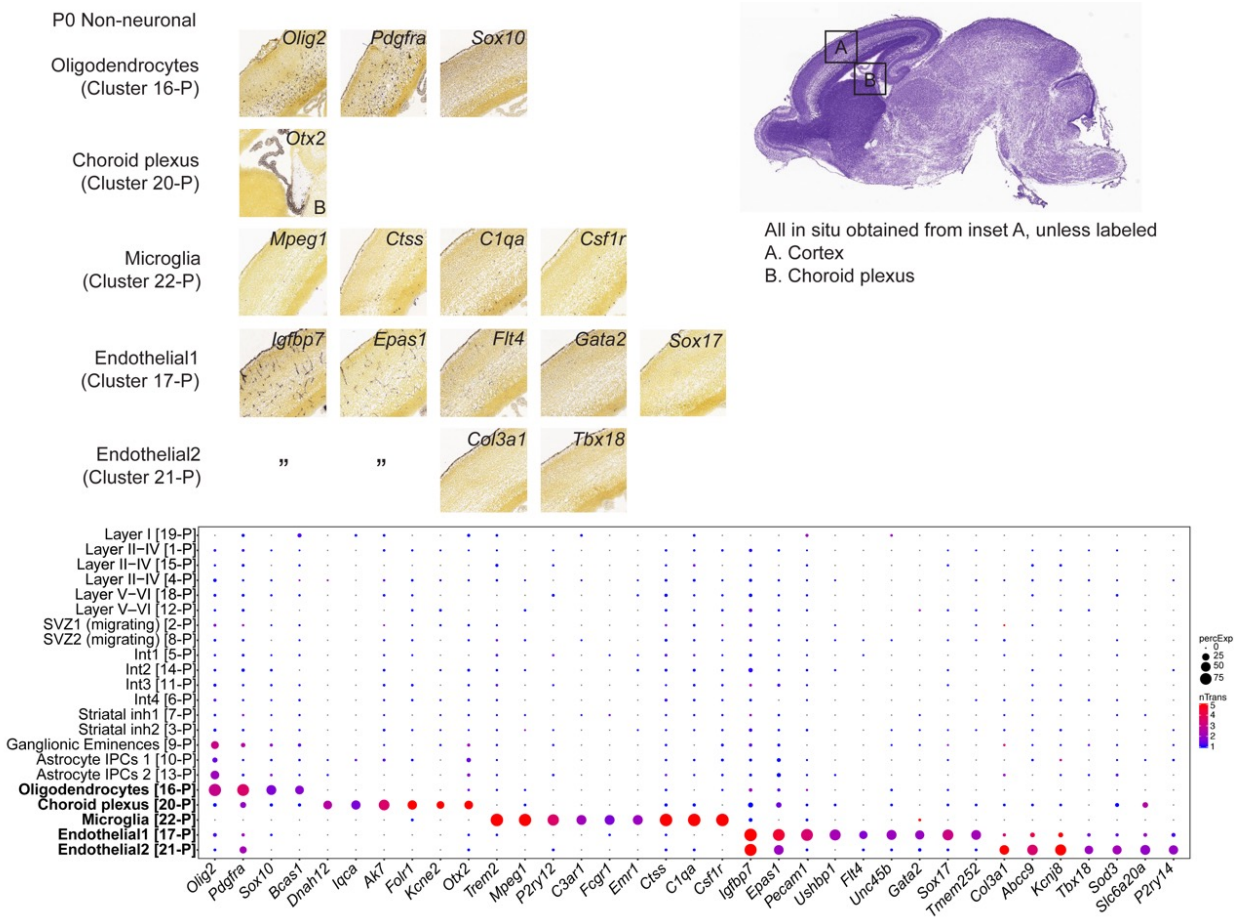 P0 Non-neuronal
Oligodendrocytes
(Cluster 16-P)
Olig2
Pdgfra
Sox10
Choroid plexus
(Cluster 20-P)
Otx2
B
Microglia
(Cluster 22-P)
Mpeg1
Ctss
C1qa
Csf1r
Endothelial1
(Cluster 17-P)
Igfbp7
Epas1
Flt4
Gata2
Sox17
Endothelial2
(Cluster 21-P)
”
”
Col3a1
Tbx18
A
B
All in situ obtained from inset A, unless labeled
A. Cortex
B. Choroid plexus
Layer I [19-P]
Layer II−IV [1-P]
Layer II−IV [15-P]
Layer II−IV [4-P]
Layer V−VI [18-P]
Layer V−VI [12-P]
SVZ1 (migrating) [2-P]
SVZ2 (migrating) [8-P]
Int1 [5-P]
Int2 [14-P]
Int3 [11-P]
Int4 [6-P]
Striatal inh1 [7-P]
Striatal inh2 [3-P]
Ganglionic Eminences [9-P]
Astrocyte IPCs 1 [10-P]
Astrocyte IPCs 2 [13-P]
Oligodendrocytes [16-P]
Choroid plexus [20-P]
Microglia [22-P]
Endothelial1 [17-P]
Endothelial2 [21-P]
Olig2
Pdgfra
Sox10
Bcas1
Dnah12
Iqca
Ak7
Folr1
Kcne2
Otx2
Trem2
Mpeg1
P2ry12
C3ar1
Fcgr1
Emr1
Ctss
C1qa
Csf1r
Igfbp7
Epas1
Pecam1
Ushbp1
Flt4
Unc45b
Gata2
Sox17
Tmem252
Col3a1
Abcc9
Kcnj8
Tbx18
Sod3
Slc6a20a
P2ry14
percExp
0
25
50
75
nTrans
5
4
3
2
1